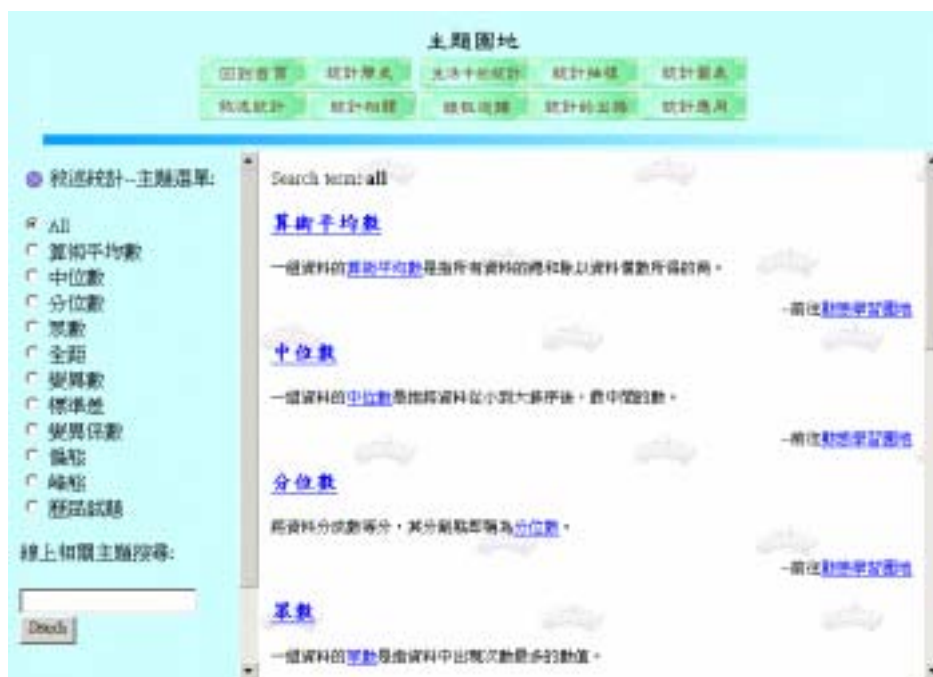 主題園地
回到首頁 統計歷史 生活中的統計 統計抽樣 統計圖表
敘述統計 統計相關 模擬迴歸 統計的出路 統計應用
敘述統計--主題選單:
All
算術平均數
中位數
分位數
眾數
全距
變異數
標準差
變異係數
偏態
峰態
歷屆試題
線上相關主題搜尋:
Search
Search term: all
算術平均數
一組資料的算術平均數是指所有資料的總和除以資料個數所得的商。
--前往動態學習園地
中位數
一組資料的中位數是指將資料從小到大排序後，最中間的數。
--前往動態學習園地
分位數
將資料分成數等分，其分割點即稱為分位數。
--前往動態學習園地
眾數
一組資料的眾數是指資料中出現次數最多的數值。